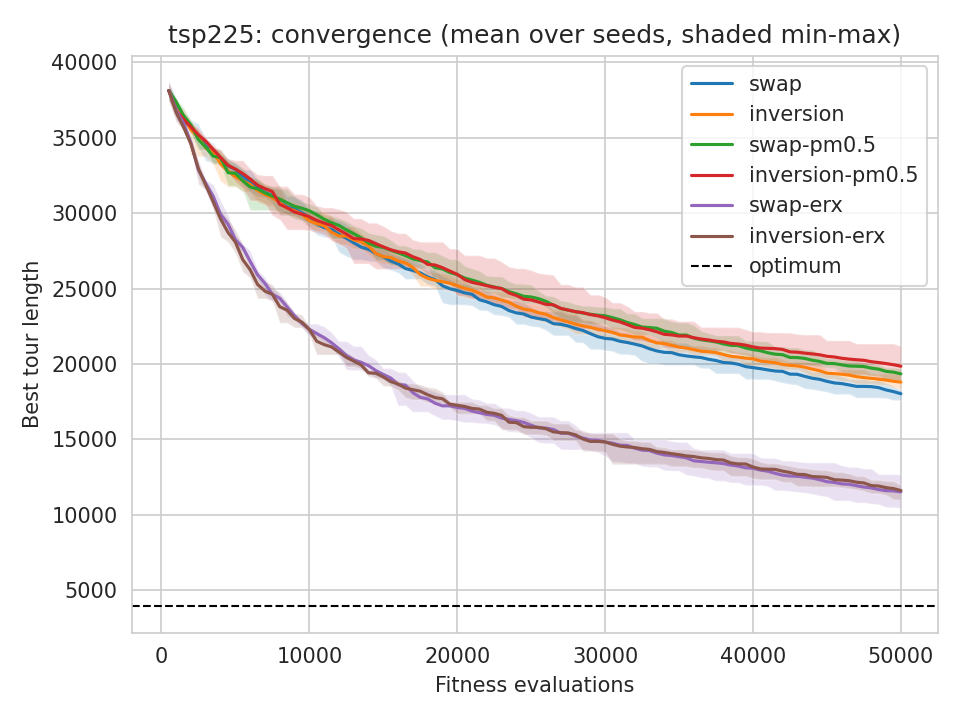 tsp225: convergence (mean over seeds, shaded min-max)
40000
35000
30000
25000
20000
15000
10000
5000
Best tour length
swap
inversion
swap-pm0.5
inversion-pm0.5
swap-erx
inversion-erx
optimum
0 10000 20000 30000 40000 50000
Fitness evaluations